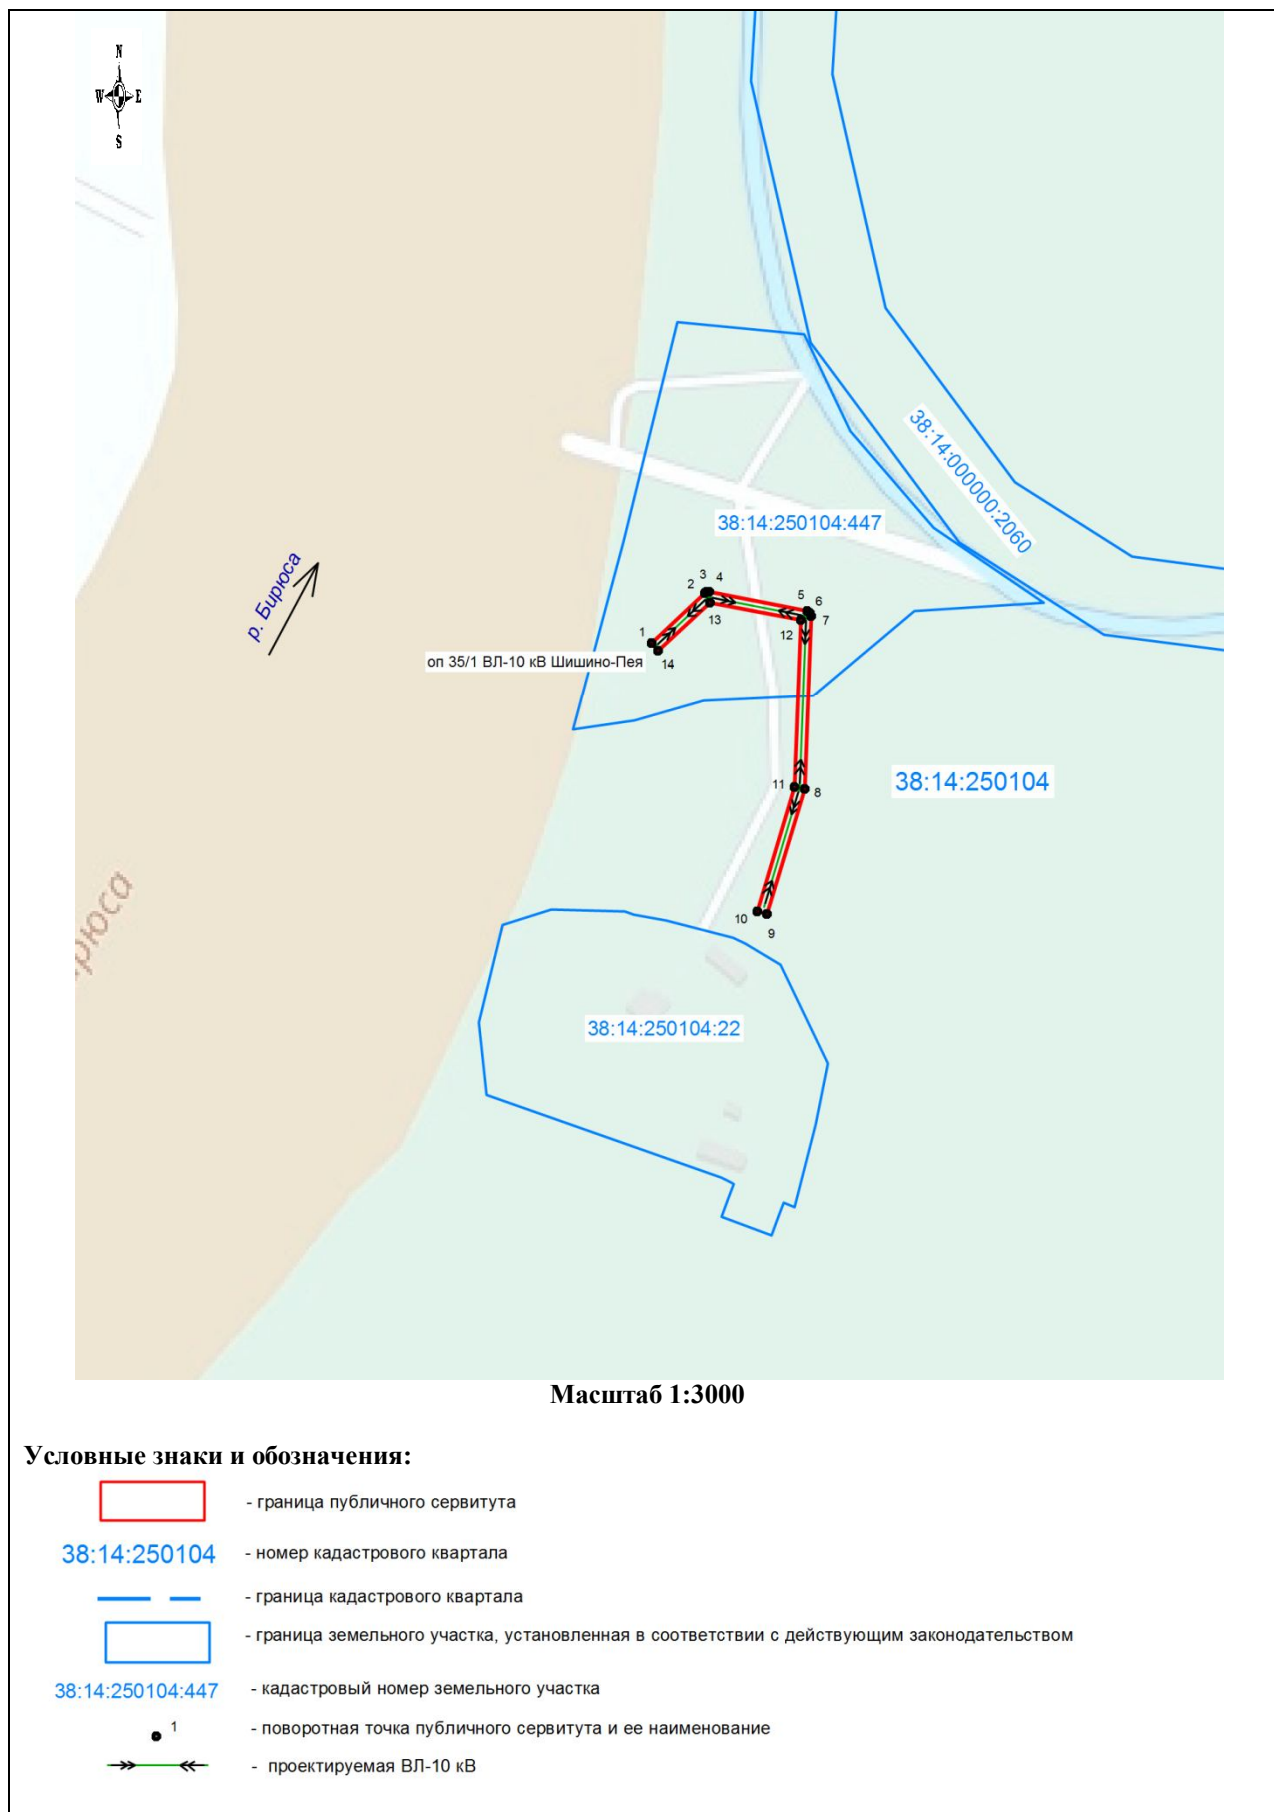 N
W E
S
38:14:000000:2060
38:14:250104:447
р. Бирюса
3 4
2
5 6
7
13
12
1
14
оп 35/1 ВЛ-10 кВ Шишино-Пея
11
8
38:14:250104
рюса
10
9
38:14:250104:22
Масштаб 1:3000
Условные знаки и обозначения:
- граница публичного сервитута
38:14:250104 - номер кадастрового квартала
- граница кадастрового квартала
- граница земельного участка, установленная в соответствии с действующим законодательством
38:14:250104:447 - кадастровый номер земельного участка
1 - поворотная точка публичного сервитута и ее наименование
- проектируемая ВЛ-10 кВ